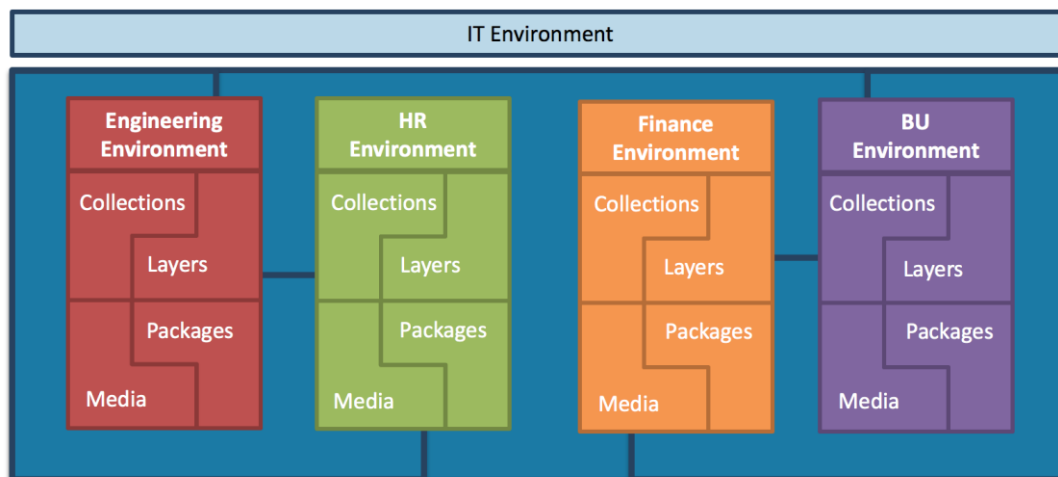 IT Environment
Engineering
Environment
Collections
Layers
Packages
Media
HR
Environment
Collections
Layers
Packages
Media
Finance
Environment
Collections
Layers
Packages
Media
BU
Environment
Collections
Layers
Packages
Media